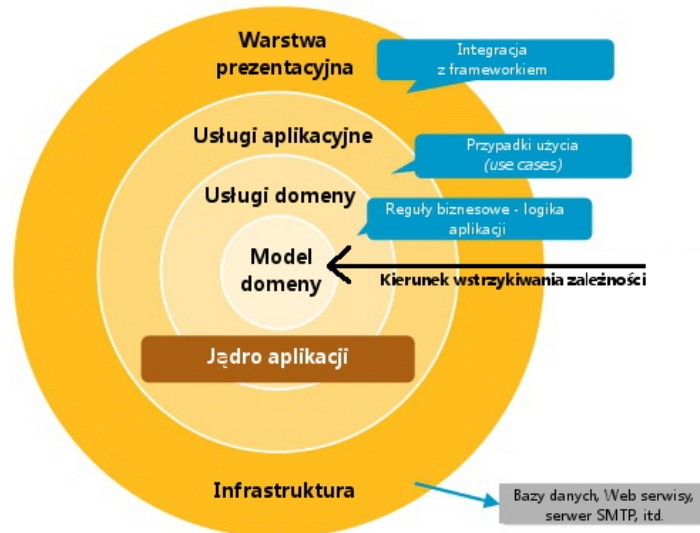 Warstwa
prezentacyjna
Integracja
z frameworkiem
Usługi aplikacyjne
Przypadki użycia
(use cases)
Usługi domeny
Reguły biznesowe - logika
aplikacji
Model
domeny
Kierunek wstrzykiwania zależności
Jądro aplikacji
Infrastruktura
Bazy danych, Web serwisy,
serwer SMTP, itd.